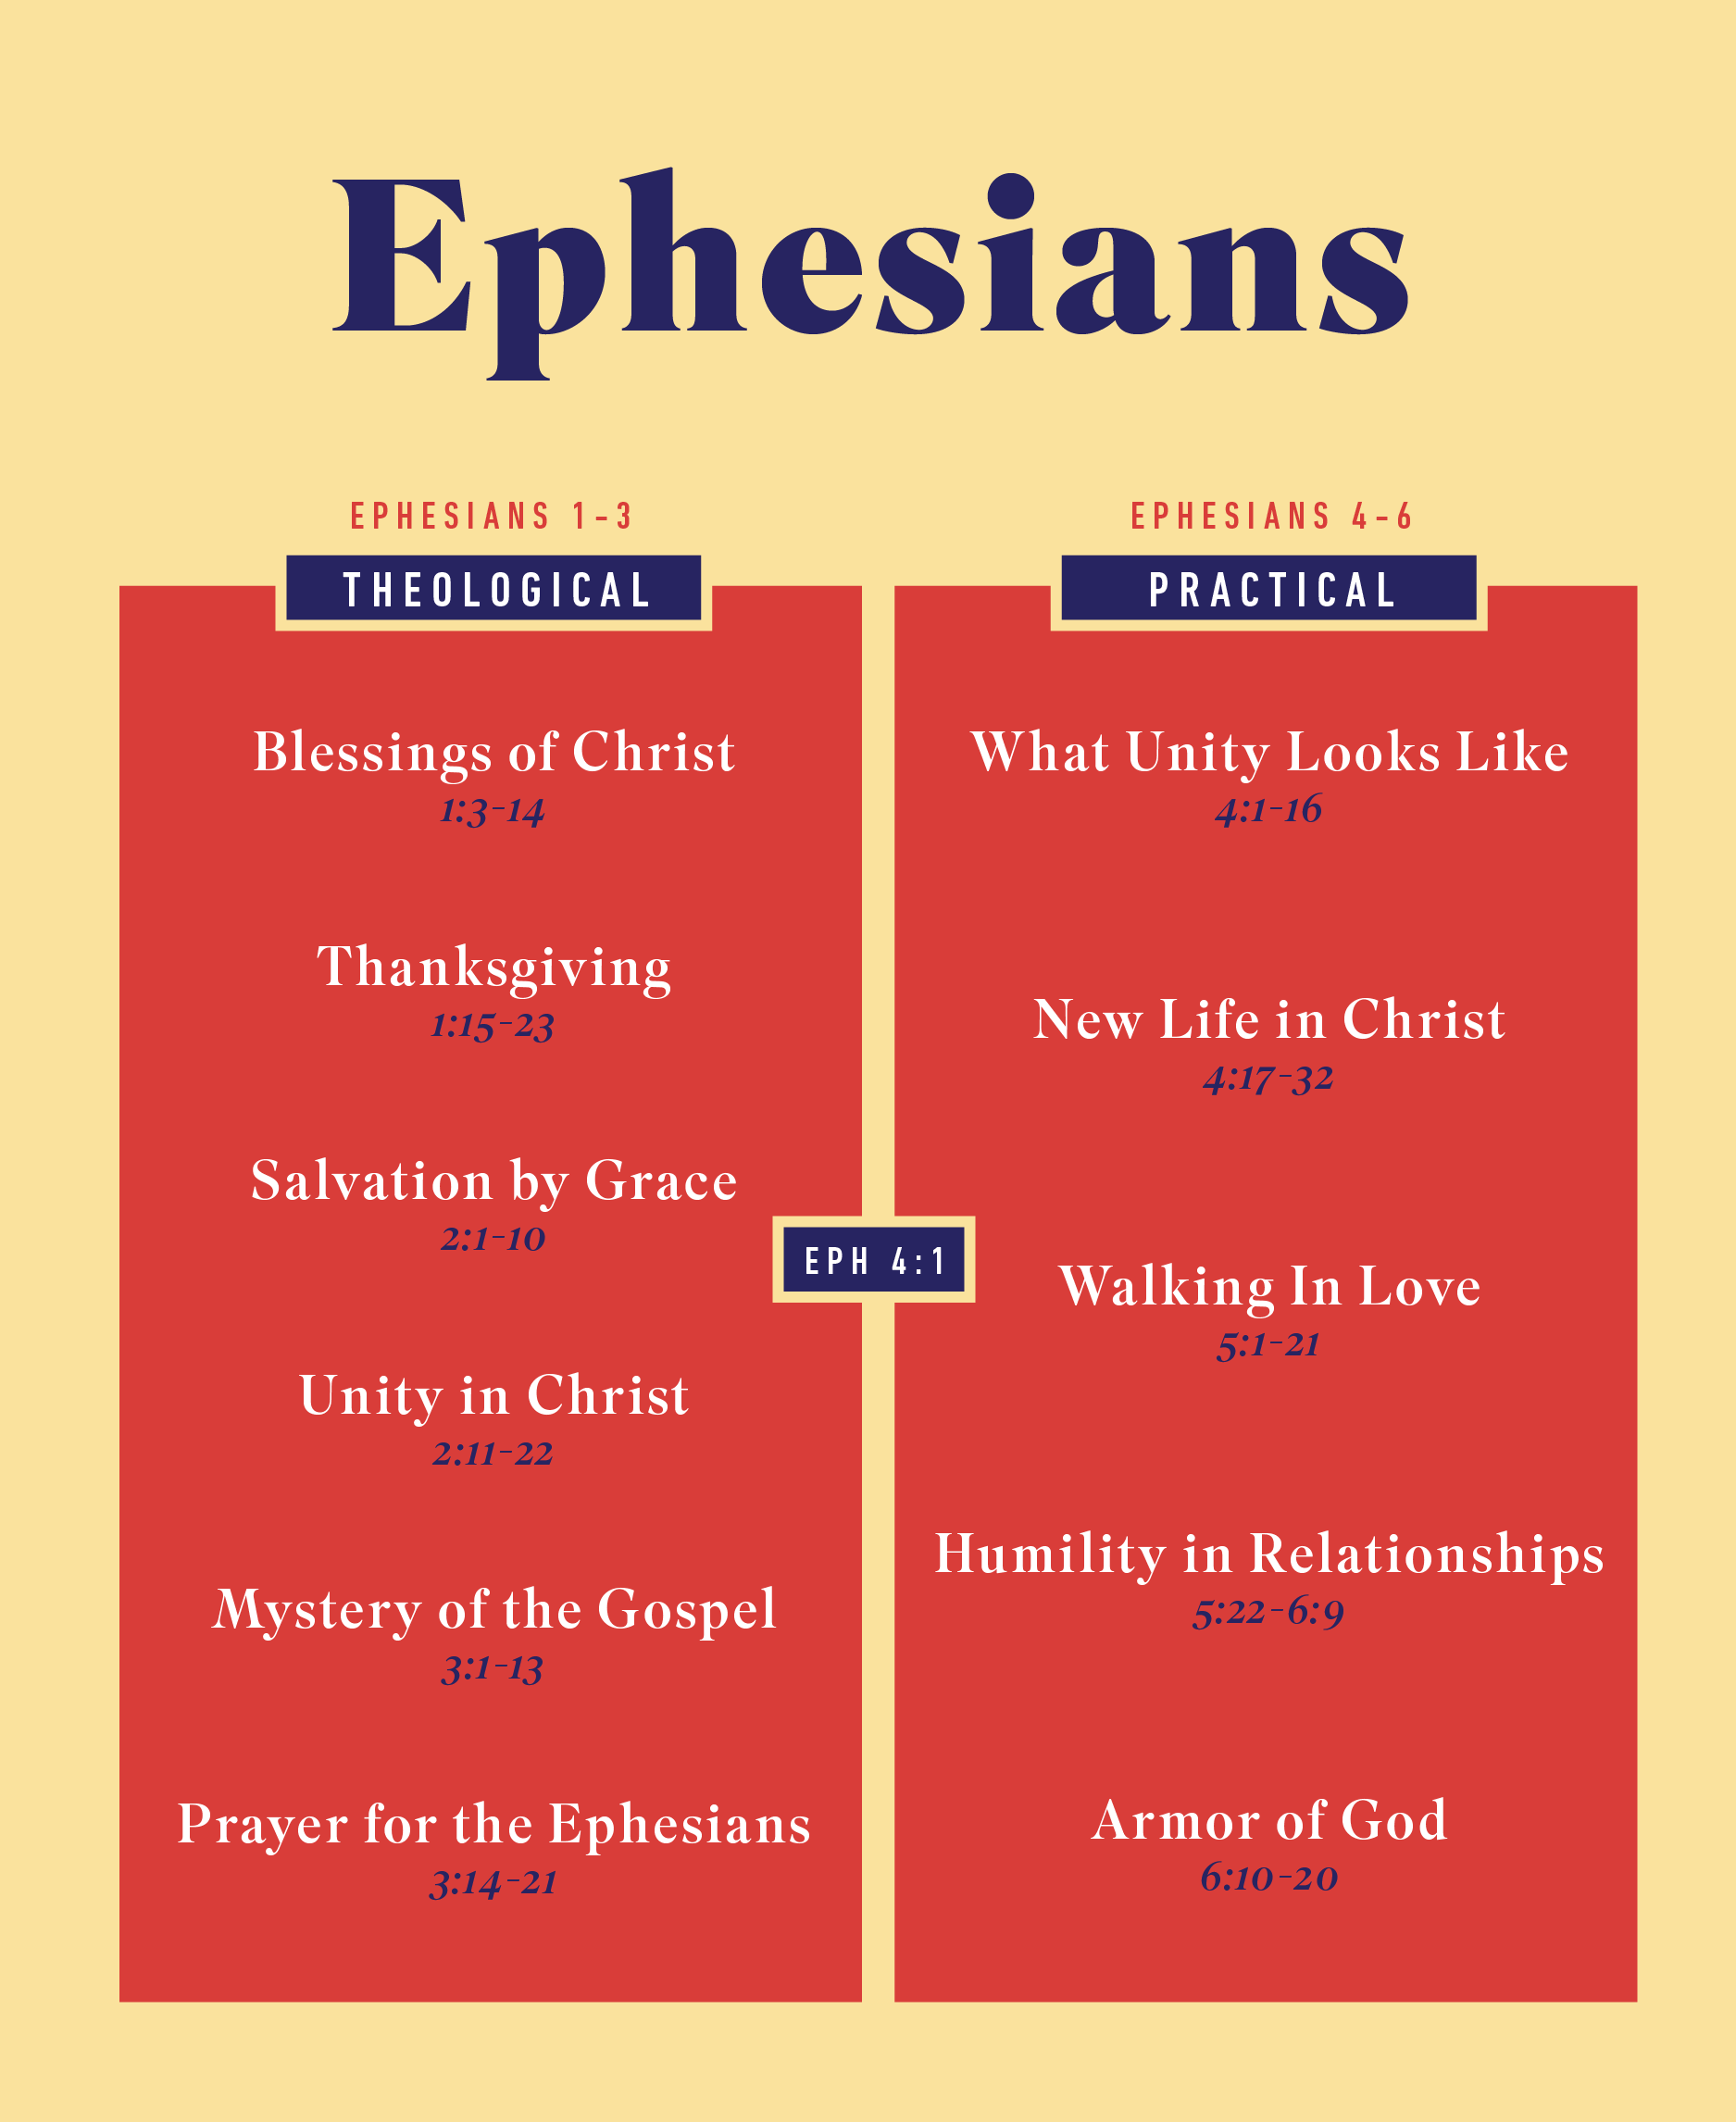 Ephesians
EPHESIANS 1-3
THEOLOGICAL
Blessings of Christ
1:3-14
Thanksgiving
1:15-23
Salvation by Grace
2:1-10
Unity in Christ
2:11-22
Mystery of the Gospel
3:1-13
Prayer for the Ephesians
3:14-21
EPH 4:1
EPHESIANS 4-6
PRACTICAL
What Unity Looks Like
4:1-16
New Life in Christ
4:17-32
Walking In Love
5:1-21
Humility in Relationships
5:22-6:9
Armor of God
6:10-20